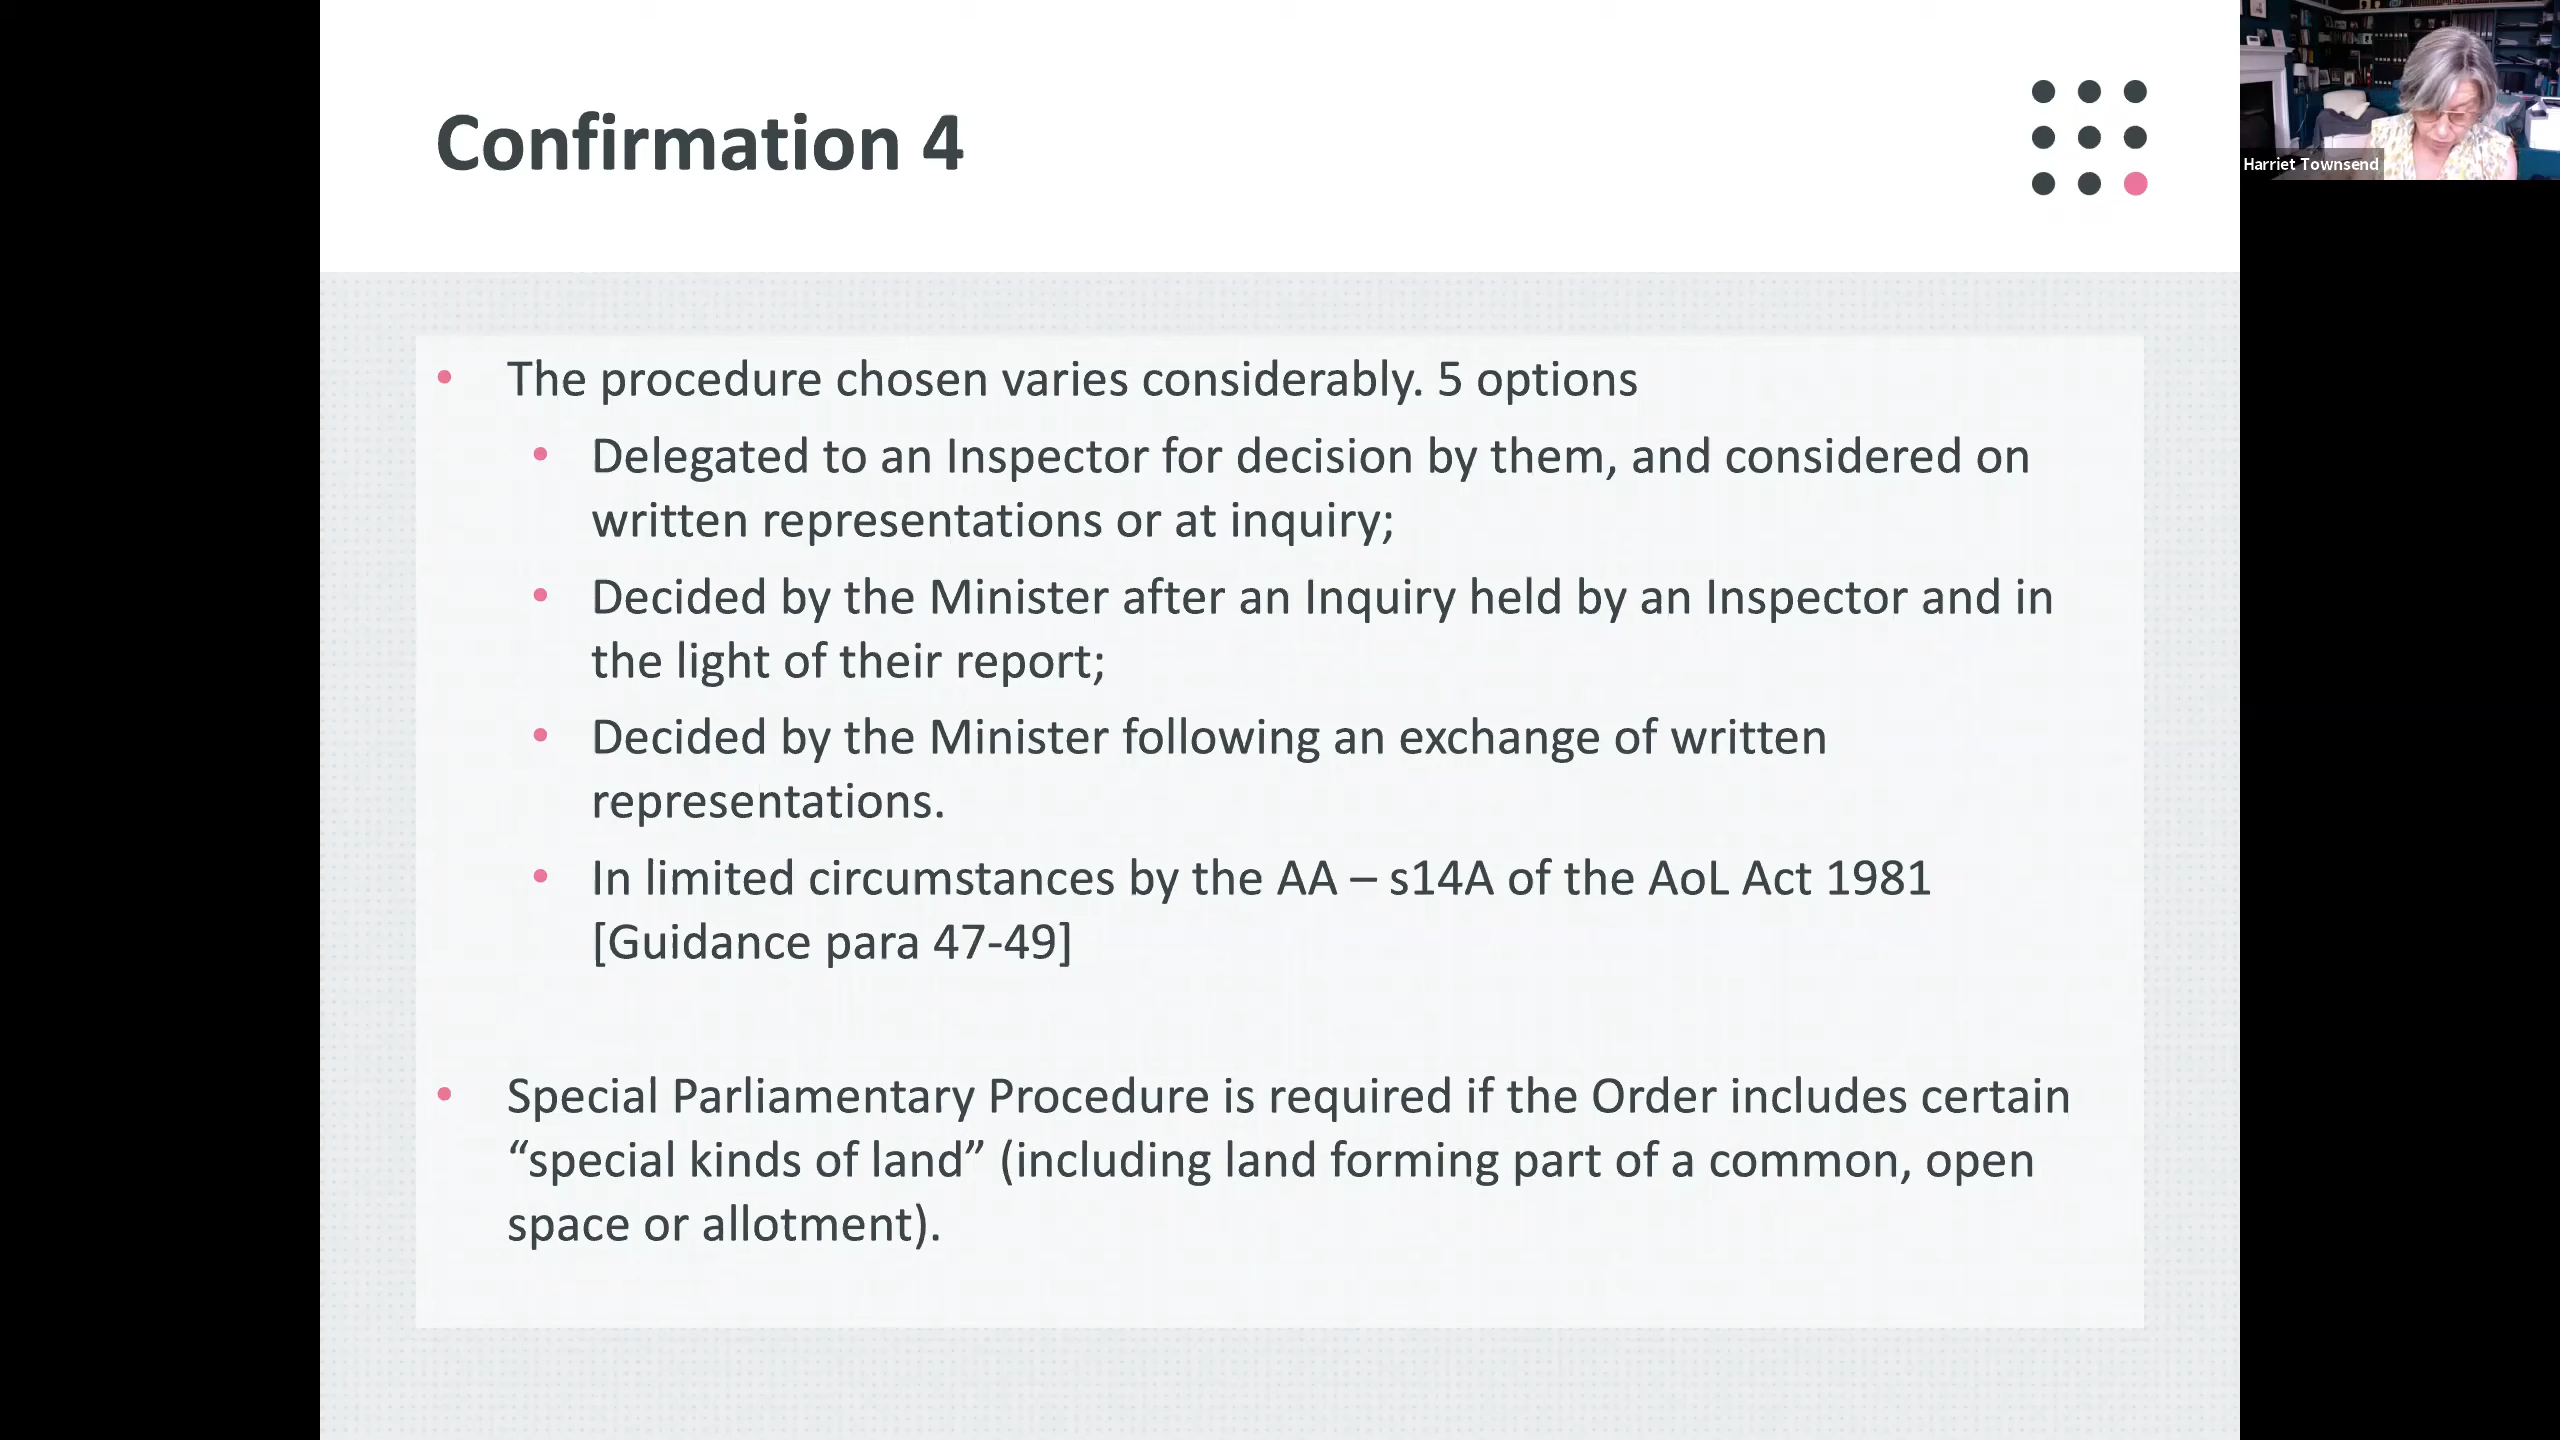 Confirmation 4
Harriet Townsend
• The procedure chosen varies considerably. 5 options
• Delegated to an Inspector for decision by them, and considered on
written representations or at inquiry;
• Decided by the Minister after an Inquiry held by an Inspector and in
the light of their report;
• Decided by the Minister following an exchange of written
representations.
• In limited circumstances by the AA – s14A of the AoL Act 1981
[Guidance para 47-49]
• Special Parliamentary Procedure is required if the Order includes certain
“special kinds of land” (including land forming part of a common, open
space or allotment).